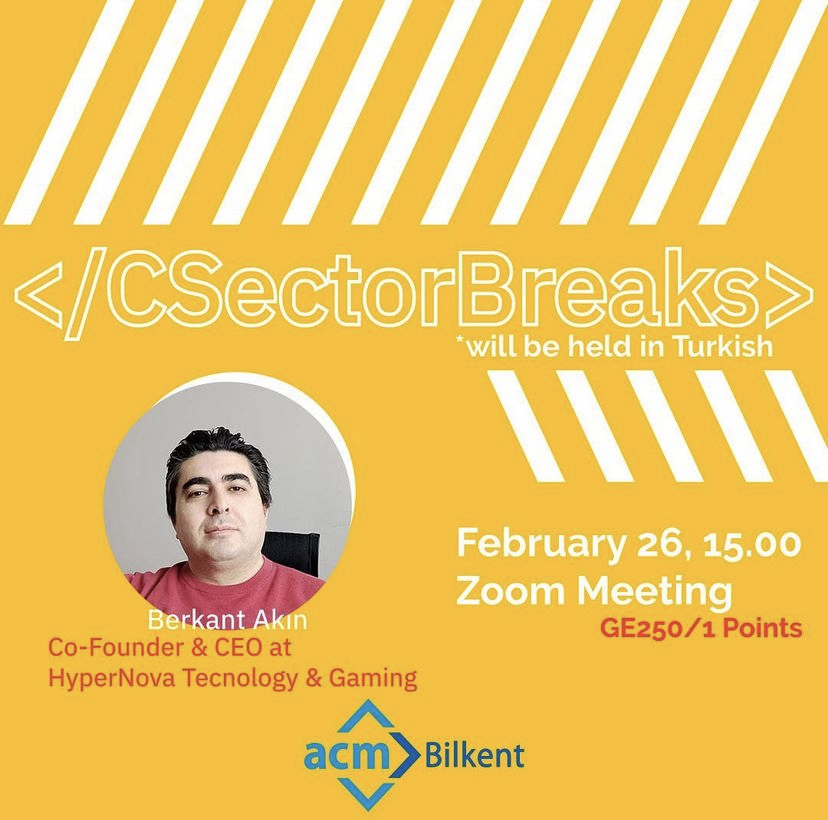 </CSectorBreaks>
*will be held in Turkish
February 26, 15.00
Zoom Meeting
GE250/1 Points
Berkant Akın
Co-Founder & CEO at
HyperNova Tecnology & Gaming
acm Bilkent